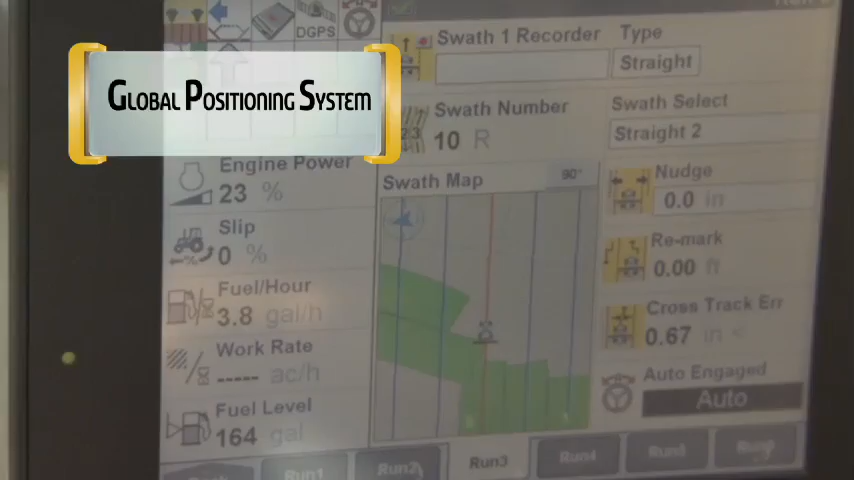 DGPS
Swath 1 Recorder
Type
Straight
GLOBAL POSITIONING SYSTEM
Swath Number
10 R
Swath Select
Straight 2
Engine Power
23 %
Swath Map
90°
Nudge
0.0 in
Slip
0 %
Re-mark
0.00 ft
Fuel/Hour
3.8 gal/h
Cross Track Err
0.67 in <
Work Rate
----- ac/h
Auto Engaged
Auto
Fuel Level
164 gal
Run1
Run2
Run3
Run4